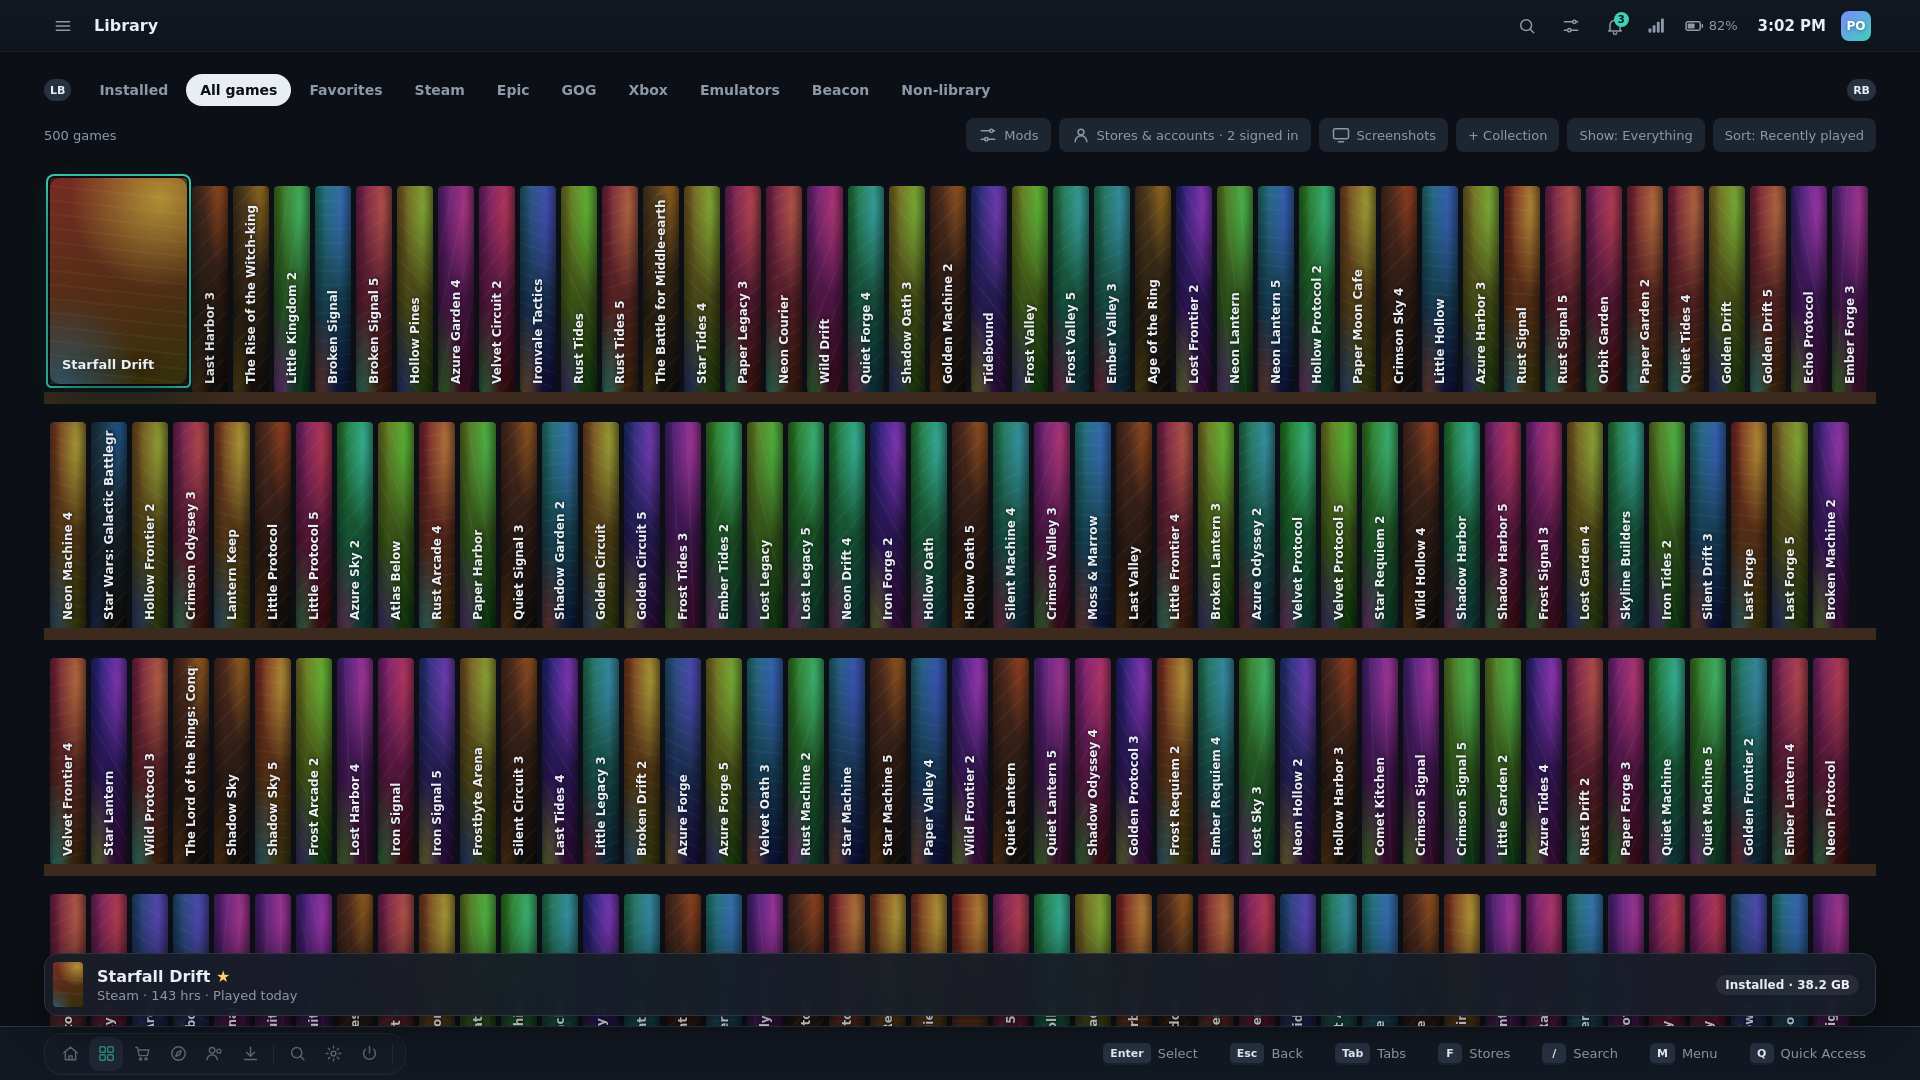 Library
3
82%
3:02 PM
PO
LB
Installed
All games
Favorites
Steam
Epic
GOG
Xbox
Emulators
Beacon
Non-library
RB
500 games
Mods
Stores & accounts · 2 signed in
Screenshots
+ Collection
Show: Everything
Sort: Recently played
Starfall Drift
Last Harbor 3
The Rise of the Witch-king
Little Kingdom 2
Broken Signal
Broken Signal 5
Hollow Pines
Azure Garden 4
Velvet Circuit 2
Ironvale Tactics
Rust Tides
Rust Tides 5
The Battle for Middle-earth
Star Tides 4
Paper Legacy 3
Neon Courier
Wild Drift
Quiet Forge 4
Shadow Oath 3
Golden Machine 2
Tidebound
Frost Valley
Frost Valley 5
Ember Valley 3
Age of the Ring
Lost Frontier 2
Neon Lantern
Neon Lantern 5
Hollow Protocol 2
Paper Moon Cafe
Crimson Sky 4
Little Hollow
Azure Harbor 3
Rust Signal
Rust Signal 5
Orbit Garden
Paper Garden 2
Quiet Tides 4
Golden Drift
Golden Drift 5
Echo Protocol
Ember Forge 3
Neon Machine 4
Star Wars: Galactic Battlegr
Hollow Frontier 2
Crimson Odyssey 3
Lantern Keep
Little Protocol
Little Protocol 5
Azure Sky 2
Atlas Below
Rust Arcade 4
Paper Harbor
Quiet Signal 3
Shadow Garden 2
Golden Circuit
Golden Circuit 5
Frost Tides 3
Ember Tides 2
Lost Legacy
Lost Legacy 5
Neon Drift 4
Iron Forge 2
Hollow Oath
Hollow Oath 5
Silent Machine 4
Crimson Valley 3
Moss & Marrow
Last Valley
Little Frontier 4
Broken Lantern 3
Azure Odyssey 2
Velvet Protocol
Velvet Protocol 5
Star Requiem 2
Wild Hollow 4
Shadow Harbor
Shadow Harbor 5
Frost Signal 3
Lost Garden 4
Skyline Builders
Iron Tides 2
Silent Drift 3
Last Forge
Last Forge 5
Broken Machine 2
Velvet Frontier 4
Star Lantern
Wild Protocol 3
The Lord of the Rings: Conq
Shadow Sky
Shadow Sky 5
Frost Arcade 2
Lost Harbor 4
Iron Signal
Iron Signal 5
Frostbyte Arena
Silent Circuit 3
Last Tides 4
Little Legacy 3
Broken Drift 2
Azure Forge
Azure Forge 5
Velvet Oath 3
Rust Machine 2
Star Machine
Star Machine 5
Paper Valley 4
Wild Frontier 2
Quiet Lantern
Quiet Lantern 5
Shadow Odyssey 4
Golden Protocol 3
Frost Requiem 2
Ember Requiem 4
Lost Sky 3
Neon Hollow 2
Hollow Harbor 3
Comet Kitchen
Crimson Signal
Crimson Signal 5
Little Garden 2
Azure Tides 4
Rust Drift 2
Paper Forge 3
Quiet Machine
Quiet Machine 5
Golden Frontier 2
Ember Lantern 4
Neon Protocol
Starfall Drift ★
Steam · 143 hrs · Played today
Installed · 38.2 GB
Enter Select
Esc Back
Tab Tabs
F Stores
/ Search
M Menu
Q Quick Access